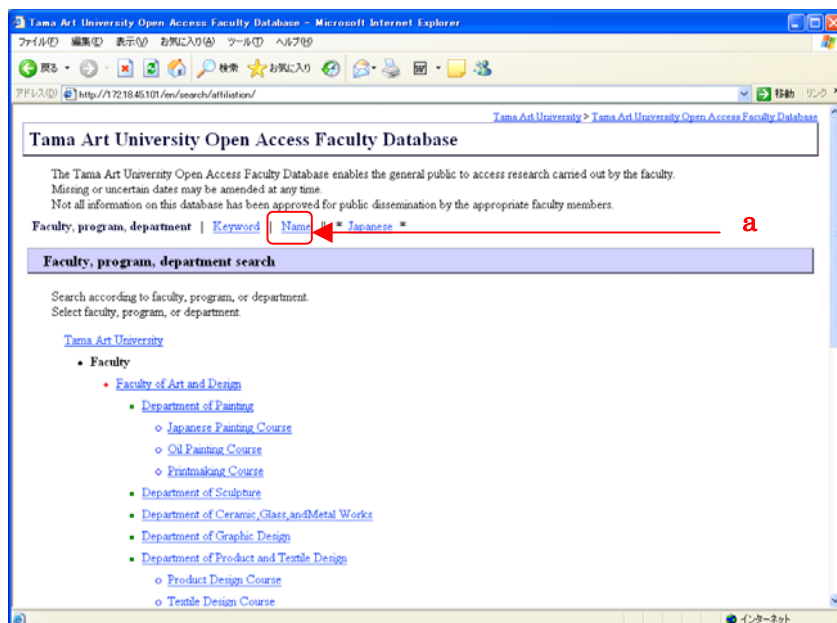 Tama Art University Open Access Faculty Database - Microsoft Internet Explorer
ファイル(F) 編集(E) 表示(V) お気に入り(A) ツール(T) ヘルプ(H)
戻る 検索 お気に入り
アドレス(D) http://172.18.45.101/en/search/affiliation/ 移動 リンク
Tama Art University > Tama Art University Open Access Faculty Database
Tama Art University Open Access Faculty Database
The Tama Art University Open Access Faculty Database enables the general public to access research carried out by the faculty.
Missing or uncertain dates may be amended at any time.
Not all information on this database has been approved for public dissemination by the appropriate faculty members.
Faculty, program, department | Keyword | Name * Japanese *
a
Faculty, program, department search
Search according to faculty, program, or department.
Select faculty, program, or department.
Tama Art University
Faculty
Faculty of Art and Design
Department of Painting
Japanese Painting Course
Oil Painting Course
Printmaking Course
Department of Sculpture
Department of Ceramic,Glass,andMetal Works
Department of Graphic Design
Department of Product and Textile Design
Product Design Course
Textile Design Course
インターネット